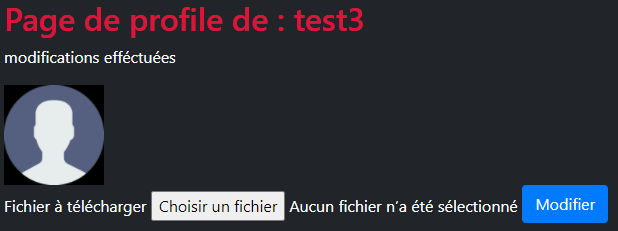 Page de profile de : test3
modifications efféctuées
Fichier à télécharger Choisir un fichier Aucun fichier n'a été sélectionné Modifier